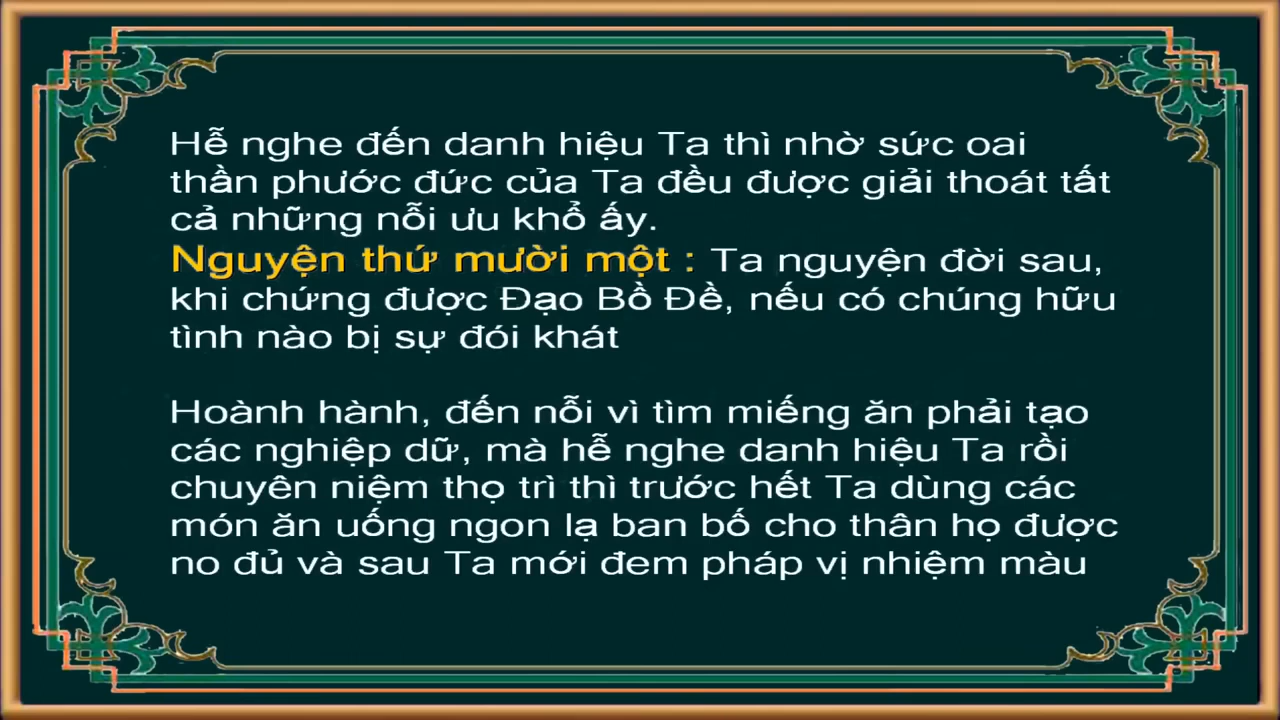 Hễ nghe đến danh hiệu Ta thì nhờ sức oai
thần phước đức của Ta đều được giải thoát tất
cả những nỗi ưu khổ ấy.
Nguyện thứ mười một : Ta nguyện đời sau,
khi chứng được Đạo Bồ Đề, nếu có chúng hữu
tình nào bị sự đói khát
Hoành hành, đến nỗi vì tìm miếng ăn phải tạo
các nghiệp dữ, mà hễ nghe danh hiệu Ta rồi
chuyên niệm thọ trì thì trước hết Ta dùng các
món ăn uống ngon lạ ban bố cho thân họ được
no đủ và sau Ta mới đem pháp vị nhiệm màu